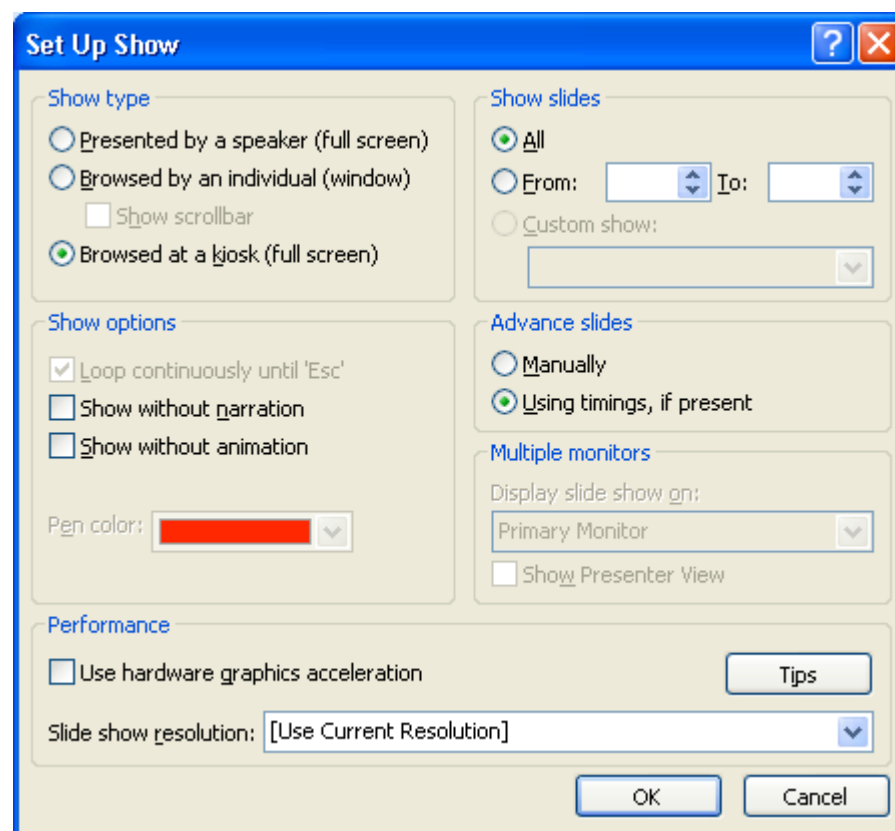 Set Up Show
Show type
Presented by a speaker (full screen)
Browsed by an individual (window)
Show scrollbar
Browsed at a kiosk (full screen)
Show slides
All
From: To:
Custom show:
Show options
Loop continuously until 'Esc'
Show without narration
Show without animation
Pen color:
Advance slides
Manually
Using timings, if present
Multiple monitors
Display slide show on:
Primary Monitor
Show Presenter View
Performance
Use hardware graphics acceleration
Tips
Slide show resolution: [Use Current Resolution]
OK Cancel